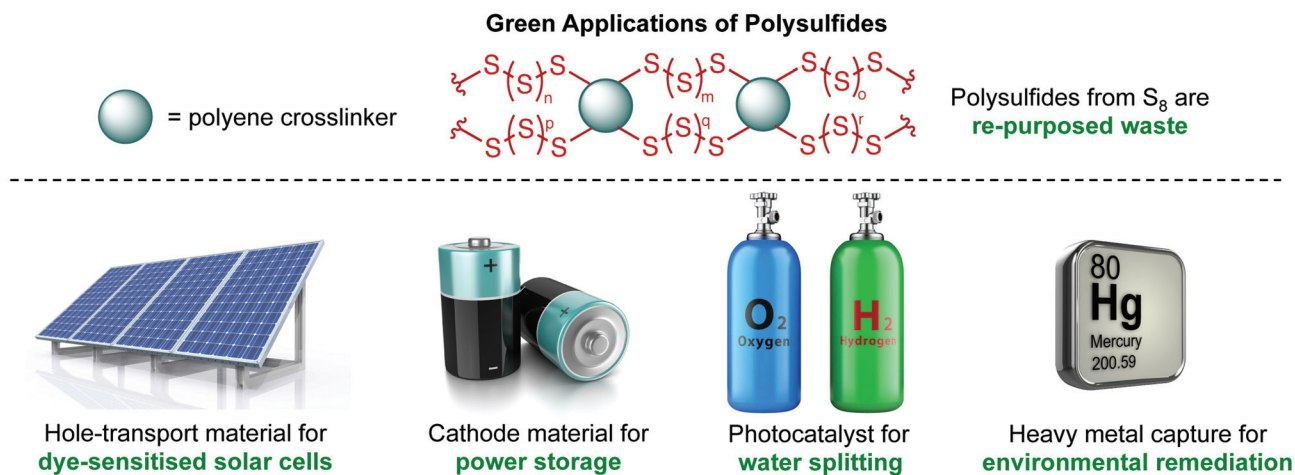 Green Applications of Polysulfides
S S S S S S
(S)n (S)m (S)o
= polyene crosslinker
(S)p (S)q (S)r
S S S S S S
Polysulfides from S8 are
re-purposed waste
+
+
O2
Oxygen
H2
Hydrogen
80
Hg
Mercury
200.59
Hole-transport material for
dye-sensitised solar cells
Cathode material for
power storage
Photocatalyst for
water splitting
Heavy metal capture for
environmental remediation